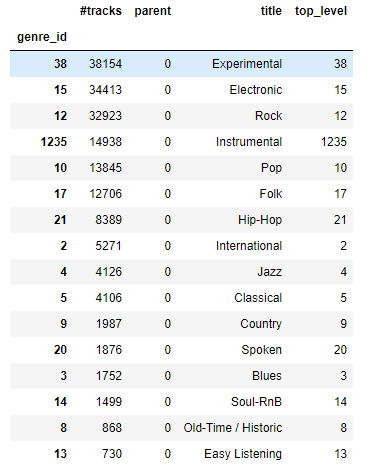 #tracks parent title top_level
genre_id
38 38154 0 Experimental 38
15 34413 0 Electronic 15
12 32923 0 Rock 12
1235 14938 0 Instrumental 1235
10 13845 0 Pop 10
17 12706 0 Folk 17
21 8389 0 Hip-Hop 21
2 5271 0 International 2
4 4126 0 Jazz 4
5 4106 0 Classical 5
9 1987 0 Country 9
20 1876 0 Spoken 20
3 1752 0 Blues 3
14 1499 0 Soul-RnB 14
8 868 0 Old-Time / Historic 8
13 730 0 Easy Listening 13